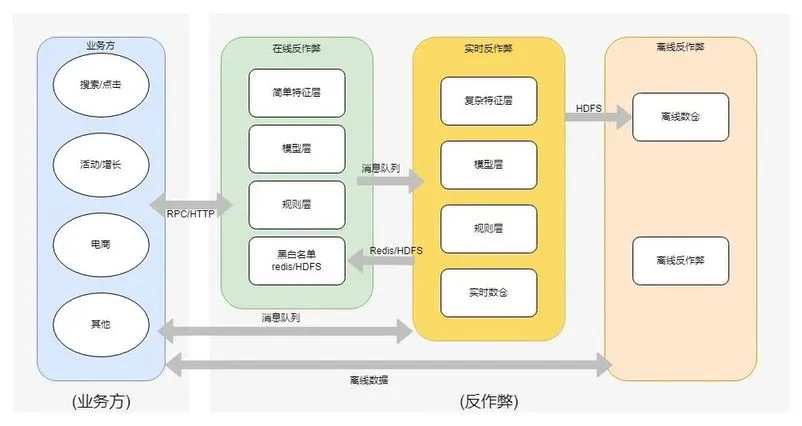 业务方
搜索/点击
活动/增长
电商
其他
RPC/HTTP
在线反作弊
简单特征层
模型层
规则层
黑白名单
redis/HDFS
消息队列
Redis/HDFS
实时反作弊
复杂特征层
模型层
规则层
实时数仓
HDFS
离线反作弊
离线数仓
离线反作弊
消息队列
离线数据
(业务方)
(反作弊)